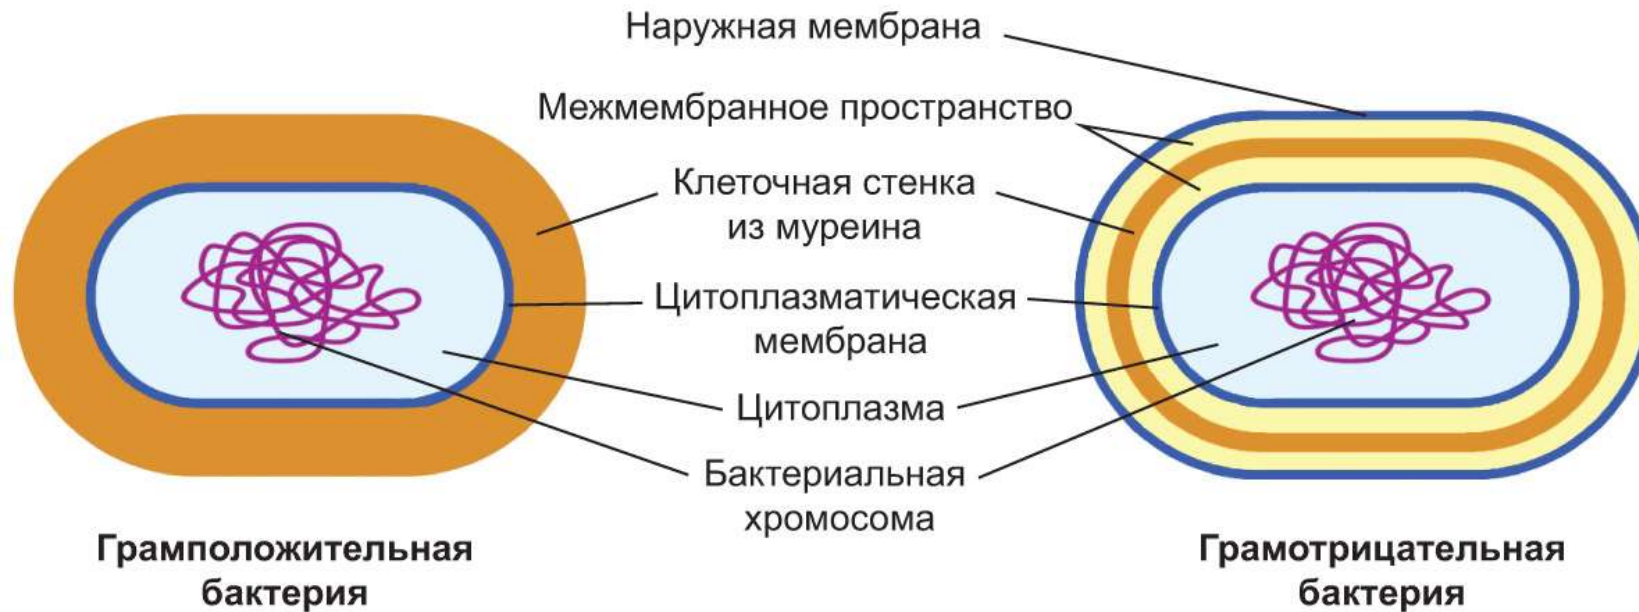 Наружная мембрана
Межмембранное пространство
Клеточная стенка
из муреина
Цитоплазматическая
мембрана
Цитоплазма
Бактериальная
хромосома
Грамположительная
бактерия
Грамотрицательная
бактерия